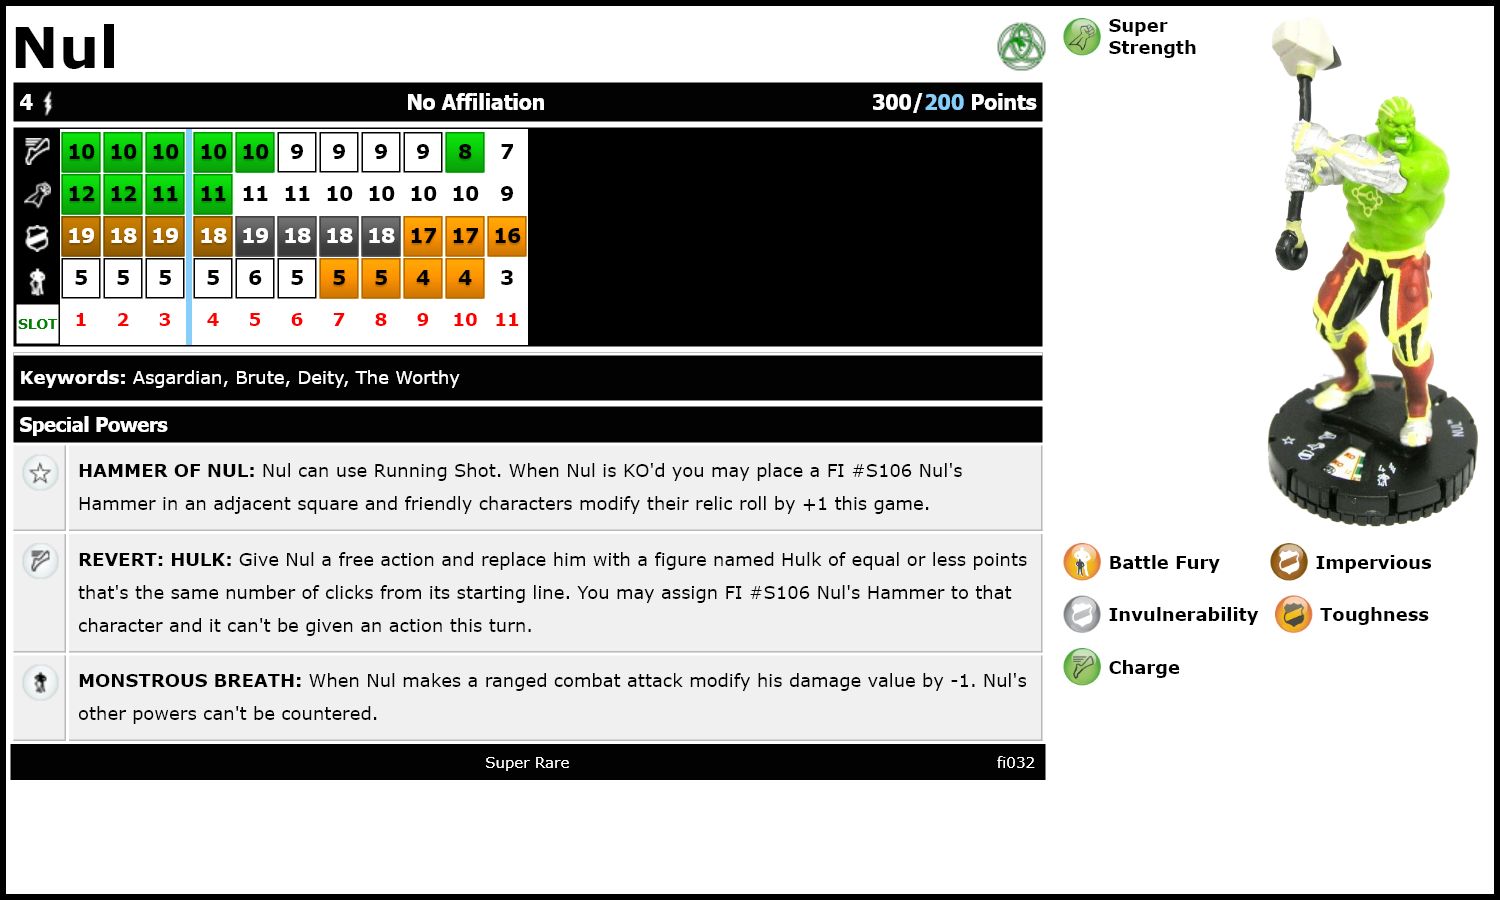 Nul
4 No Affiliation 300/200 Points
10 10 10 10 10 9 9 9 9 8 7
12 12 11 11 11 11 10 10 10 10 9
19 18 19 18 19 18 18 18 17 17 16
5 5 5 5 6 5 5 5 4 4 3
SLOT 1 2 3 4 5 6 7 8 9 10 11
Keywords: Asgardian, Brute, Deity, The Worthy
Special Powers
HAMMER OF NUL: Nul can use Running Shot. When Nul is KO'd you may place a FI #S106 Nul's
Hammer in an adjacent square and friendly characters modify their relic roll by +1 this game.
REVERT: HULK: Give Nul a free action and replace him with a figure named Hulk of equal or less points
that's the same number of clicks from its starting line. You may assign FI #S106 Nul's Hammer to that
character and it can't be given an action this turn.
MONSTROUS BREATH: When Nul makes a ranged combat attack modify his damage value by -1. Nul's
other powers can't be countered.
Super Rare fi032
Super
Strength
NUL
4
Battle Fury Impervious
Invulnerability Toughness
Charge